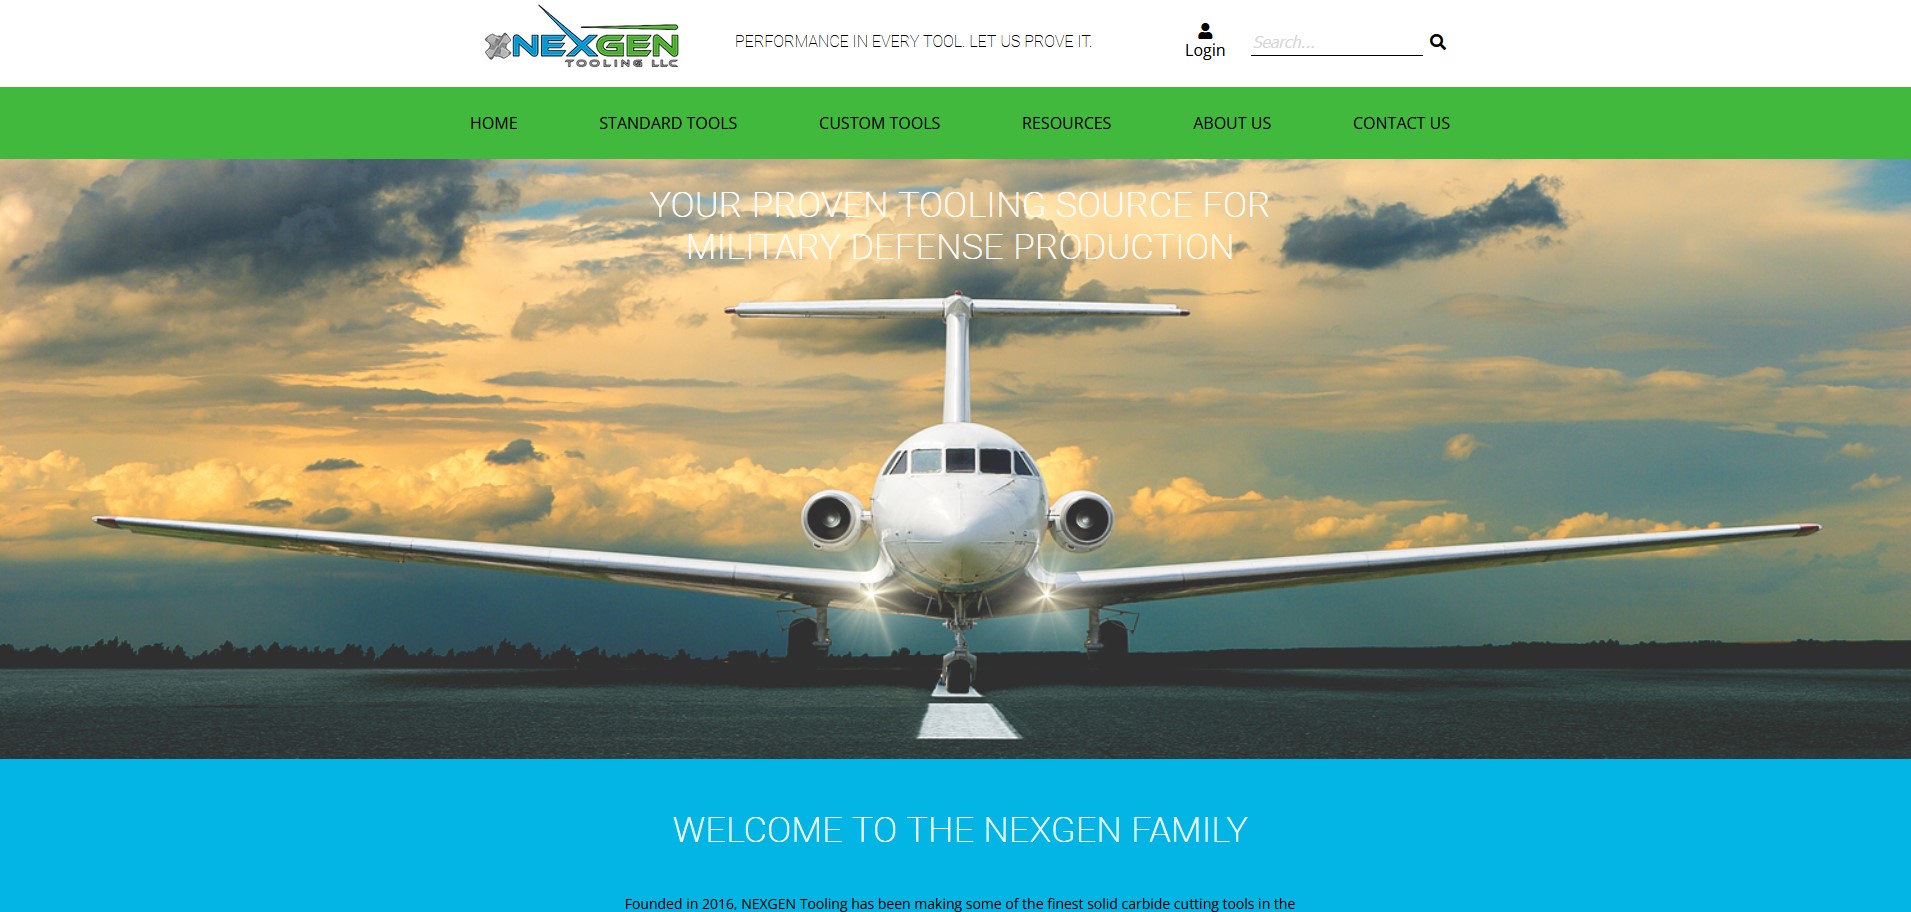 NEXGEN
TOOLING LLC
PERFORMANCE IN EVERY TOOL. LET US PROVE IT.
Login
Search...
HOME
STANDARD TOOLS
CUSTOM TOOLS
RESOURCES
ABOUT US
CONTACT US
YOUR PROVEN TOOLING SOURCE FOR
MILITARY DEFENSE PRODUCTION
WELCOME TO THE NEXGEN FAMILY
Founded in 2016, NEXGEN Tooling has been making some of the finest solid carbide cutting tools in the